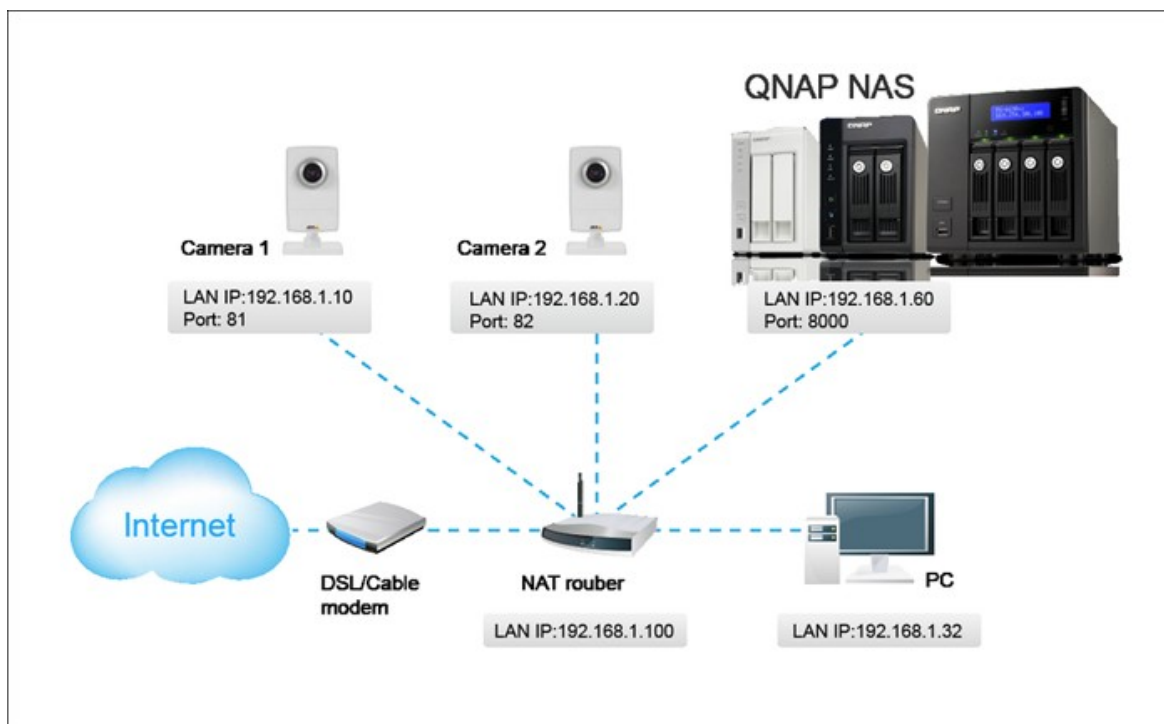 QNAP NAS
QNAP
Camera 1
Camera 2
LAN IP:192.168.1.10
Port: 81
LAN IP:192.168.1.20
Port: 82
LAN IP:192.168.1.60
Port: 8000
Internet
DSL/Cable
modem
NAT rouber
PC
LAN IP:192.168.1.100
LAN IP:192.168.1.32